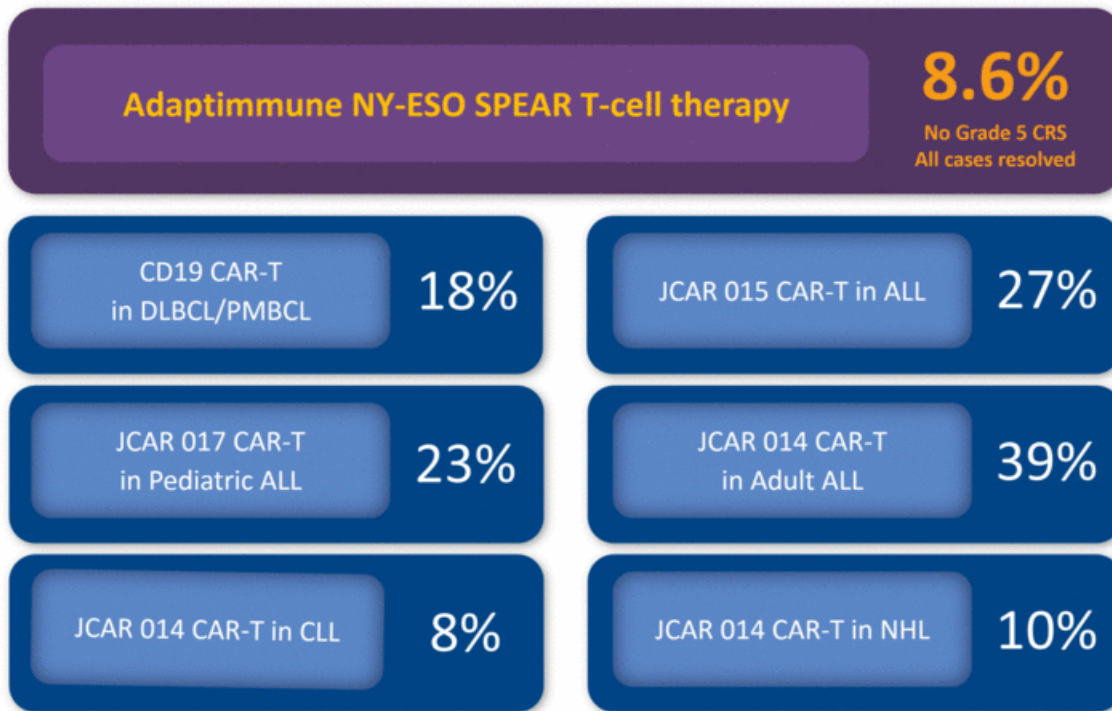 Adaptimmune NY-ESO SPEAR T-cell therapy
8.6%
No Grade 5 CRS
All cases resolved
CD19 CAR-T
in DLBCL/PMBCL
18%
JCAR 015 CAR-T in ALL
27%
JCAR 017 CAR-T
in Pediatric ALL
23%
JCAR 014 CAR-T
in Adult ALL
39%
JCAR 014 CAR-T in CLL
8%
JCAR 014 CAR-T in NHL
10%